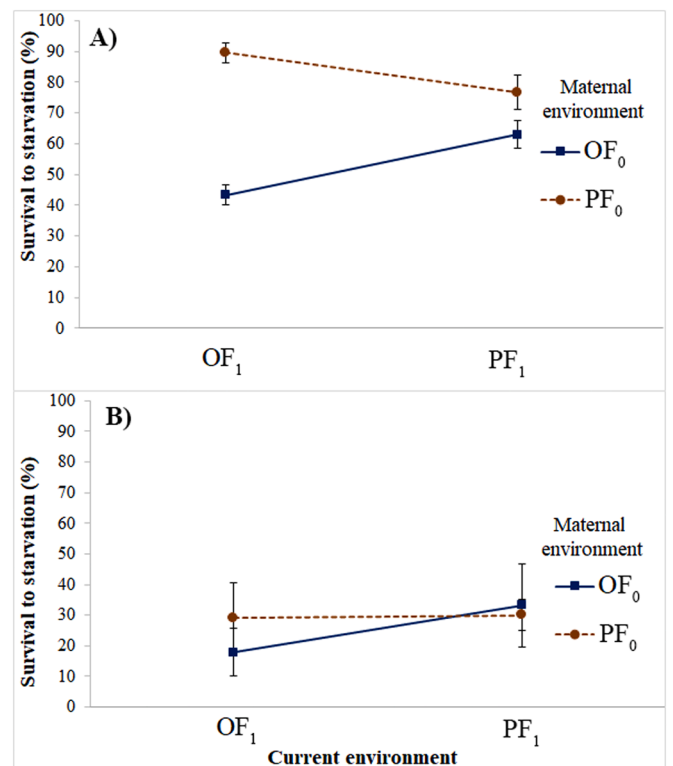 A)
Survival to starvation (%)
100
90
80
70
60
50
40
30
20
10
0
Maternal
environment
OF0
PF0
OF1 PF1
B)
Survival to starvation (%)
100
90
80
70
60
50
40
30
20
10
0
Maternal
environment
OF0
PF0
OF1 PF1
Current environment